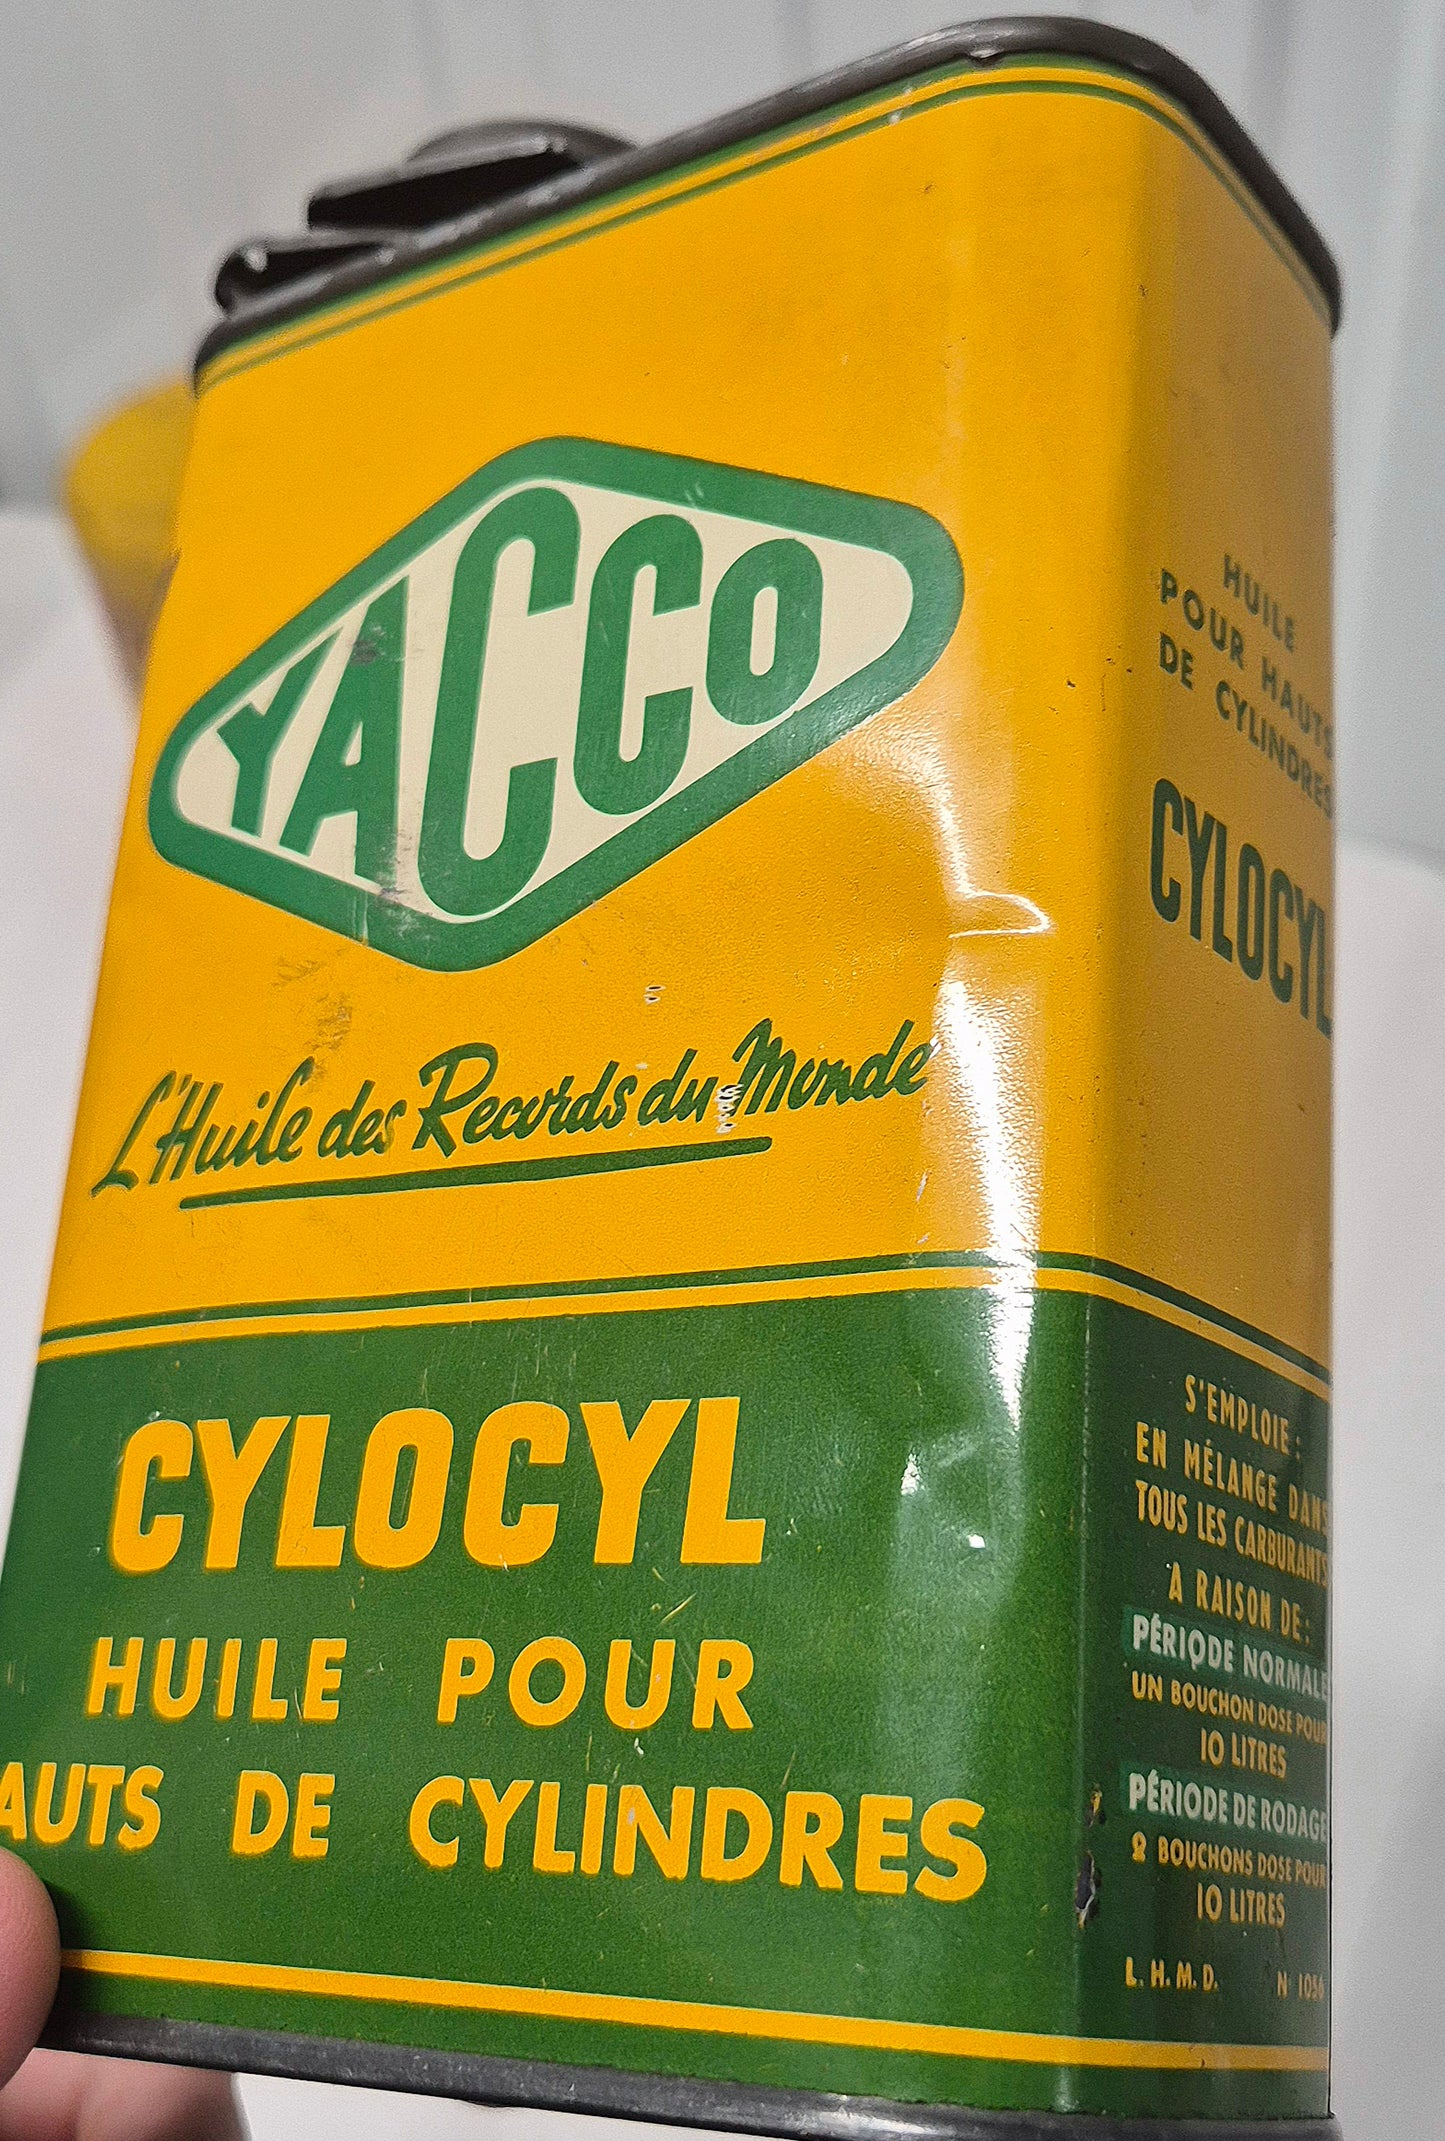 YACCO
L'Huile des Records du Monde
CYLOCYL
HUILE POUR
AUTS DE CYLINDRES
HUILE
POUR HAUTS
DE CYLINDRES
CYLOCYL
S'EMPLOIE :
EN MÉLANGE DANS
TOUS LES CARBURANTS
A RAISON DE :
PÉRIODE NORMALE
UN BOUCHON DOSE POUR
10 LITRES
PÉRIODE DE RODAGE
2 BOUCHONS DOSE POUR
10 LITRES
L. H. M. D. N° 1056